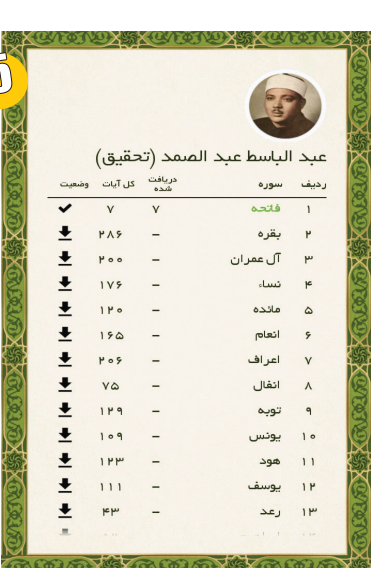 عبد الباسط عبد الصمد (تحقیق)
ردیف سوره دریافت شده کل آیات وضعیت
۱ فاتحه ۷ ۷
۲ بقره – ۲۸۶
۳ آل عمران – ۲۰۰
۴ نساء – ۱۷۶
۵ مائده – ۱۲۰
۶ انعام – ۱۶۵
۷ اعراف – ۲۰۶
۸ انفال – ۷۵
۹ توبه – ۱۲۹
۱۰ یونس – ۱۰۹
۱۱ هود – ۱۲۳
۱۲ یوسف – ۱۱۱
۱۳ رعد – ۴۳